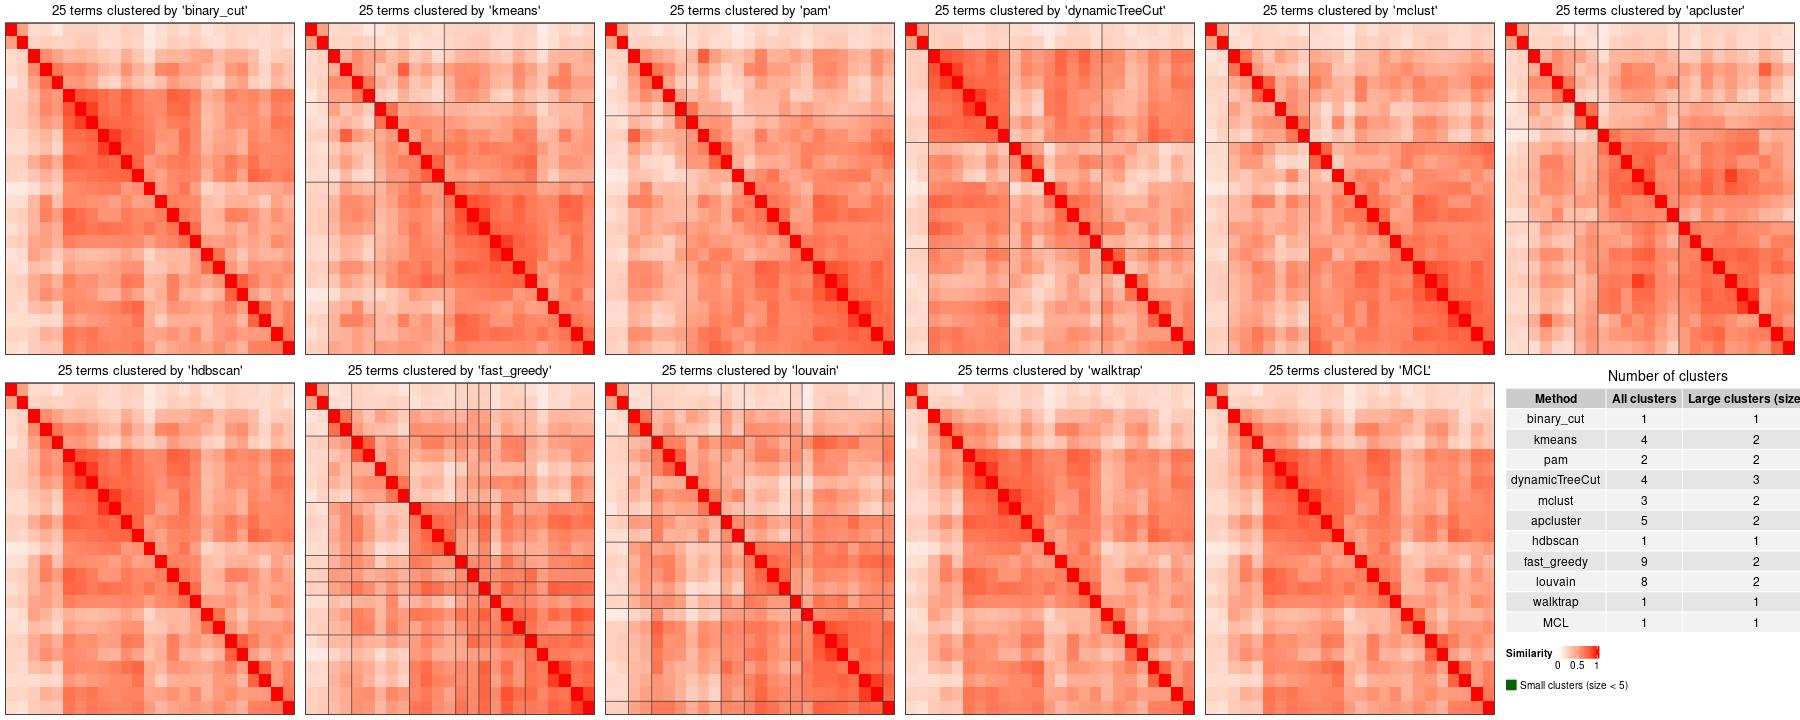 25 terms clustered by 'binary_cut'
25 terms clustered by 'kmeans'
25 terms clustered by 'pam'
25 terms clustered by 'dynamicTreeCut'
25 terms clustered by 'mclust'
25 terms clustered by 'apcluster'
25 terms clustered by 'hdbscan'
25 terms clustered by 'fast_greedy'
25 terms clustered by 'louvain'
25 terms clustered by 'walktrap'
25 terms clustered by 'MCL'
Number of clusters
Method All clusters Large clusters (size
binary_cut 1 1
kmeans 4 2
pam 2 2
dynamicTreeCut 4 3
mclust 3 2
apcluster 5 2
hdbscan 1 1
fast_greedy 9 2
louvain 8 2
walktrap 1 1
MCL 1 1
Similarity
0 0.5 1
Small clusters (size < 5)